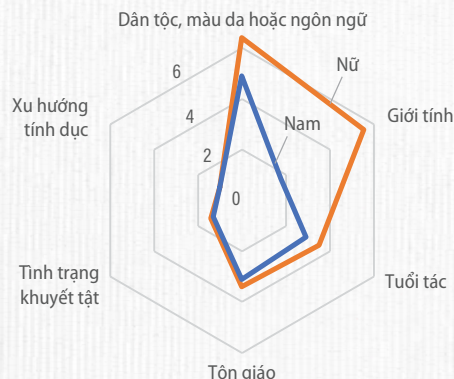 Dân tộc, màu da hoặc ngôn ngữ
6
Nữ
Xu hướng
tính dục
Giới tính
4
Nam
2
0
Tình trạng
khuyết tật
Tuổi tác
Tôn giáo